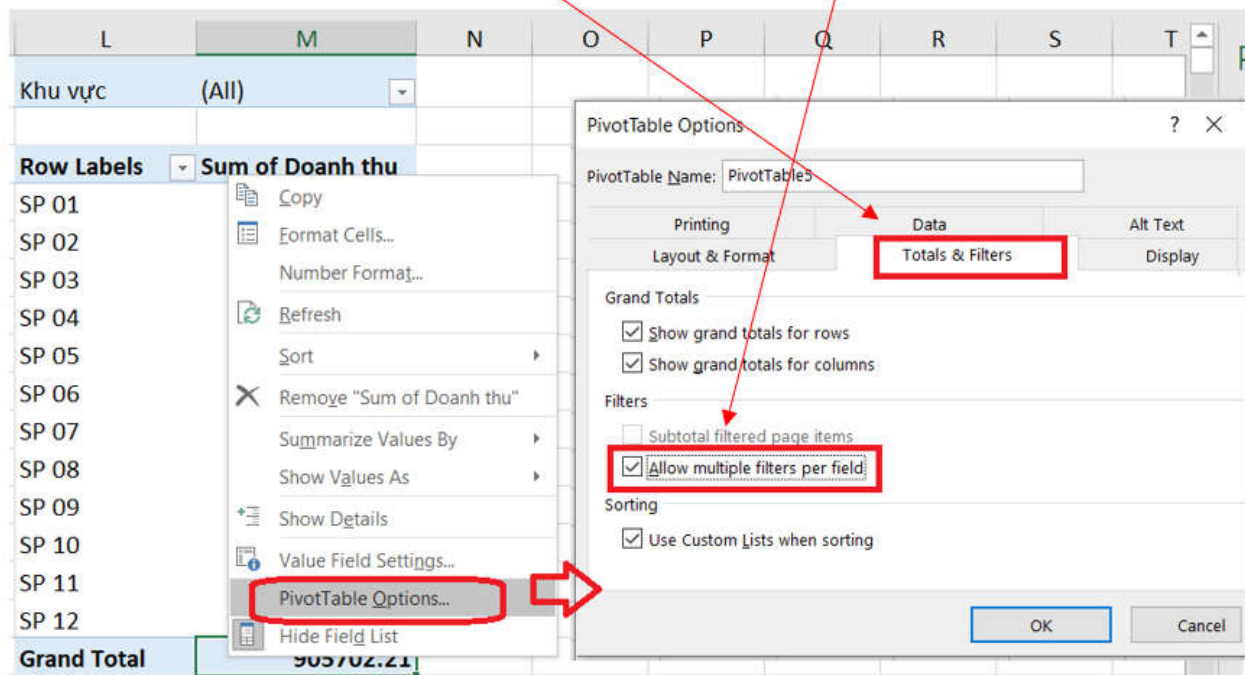 L M N O P Q R S T
Khu vực (All)
Row Labels Sum of Doanh thu
SP 01
SP 02
SP 03
SP 04
SP 05
SP 06
SP 07
SP 08
SP 09
SP 10
SP 11
SP 12
Grand Total 905702.21
Copy
Format Cells...
Number Format...
Refresh
Sort
Remove "Sum of Doanh thu"
Summarize Values By
Show Values As
Show Details
Value Field Settings...
PivotTable Options...
Hide Field List
PivotTable Options ? ×
PivotTable Name: PivotTable5
Printing Data Alt Text
Layout & Format Totals & Filters Display
Grand Totals
Show grand totals for rows
Show grand totals for columns
Filters
Subtotal filtered page items
Allow multiple filters per field
Sorting
Use Custom Lists when sorting
OK Cancel